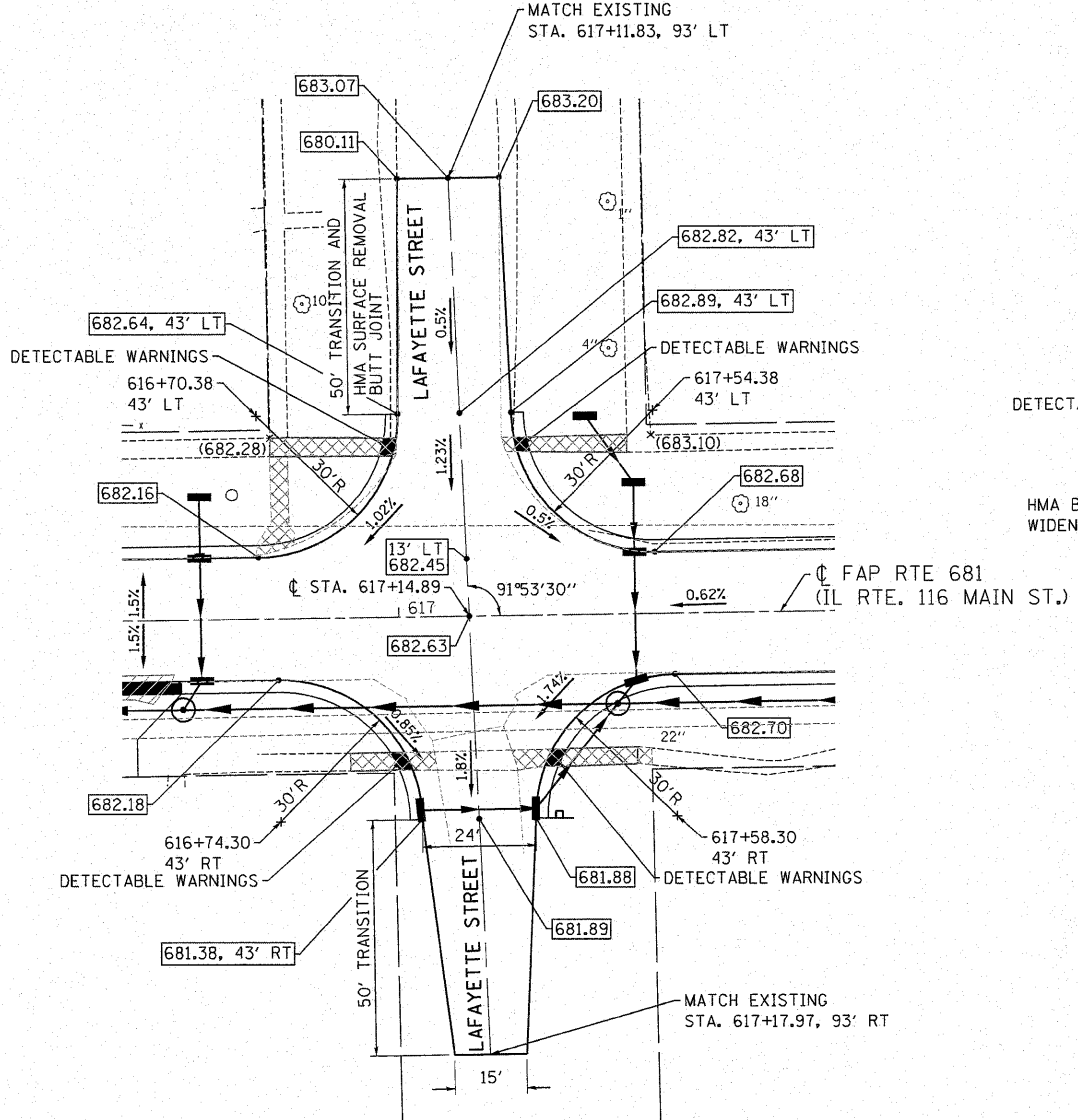 MATCH EXISTING
STA. 617+11.83, 93' LT
683.07
683.20
680.11
50' TRANSITION AND
HMA SURFACE REMOVAL
BUTT JOINT
LAFAYETTE STREET
0.5%
1"
682.82, 43' LT
10"
682.89, 43' LT
682.64, 43' LT
4"
DETECTABLE WARNINGS
DETECTABLE WARNINGS
616+70.38
43' LT
617+54.38
43' LT
DETECT
x
(682.28)
(683.10)
1.23%
30'R
30'R
682.16
682.68
18"
HMA B
WIDEN
1.02%
0.5%
13' LT
682.45
℄ STA. 617+14.89
91°53'30"
℄ FAP RTE 681
(IL RTE. 116 MAIN ST.)
1.5%
1.5%
617
0.62%
682.63
1.74%
0.85%
682.70
22"
1.8%
682.18
30'R
30'R
616+74.30
43' RT
24'
617+58.30
43' RT
DETECTABLE WARNINGS
681.88
DETECTABLE WARNINGS
681.89
681.38, 43' RT
50' TRANSITION
LAFAYETTE STREET
MATCH EXISTING
STA. 617+17.97, 93' RT
15'